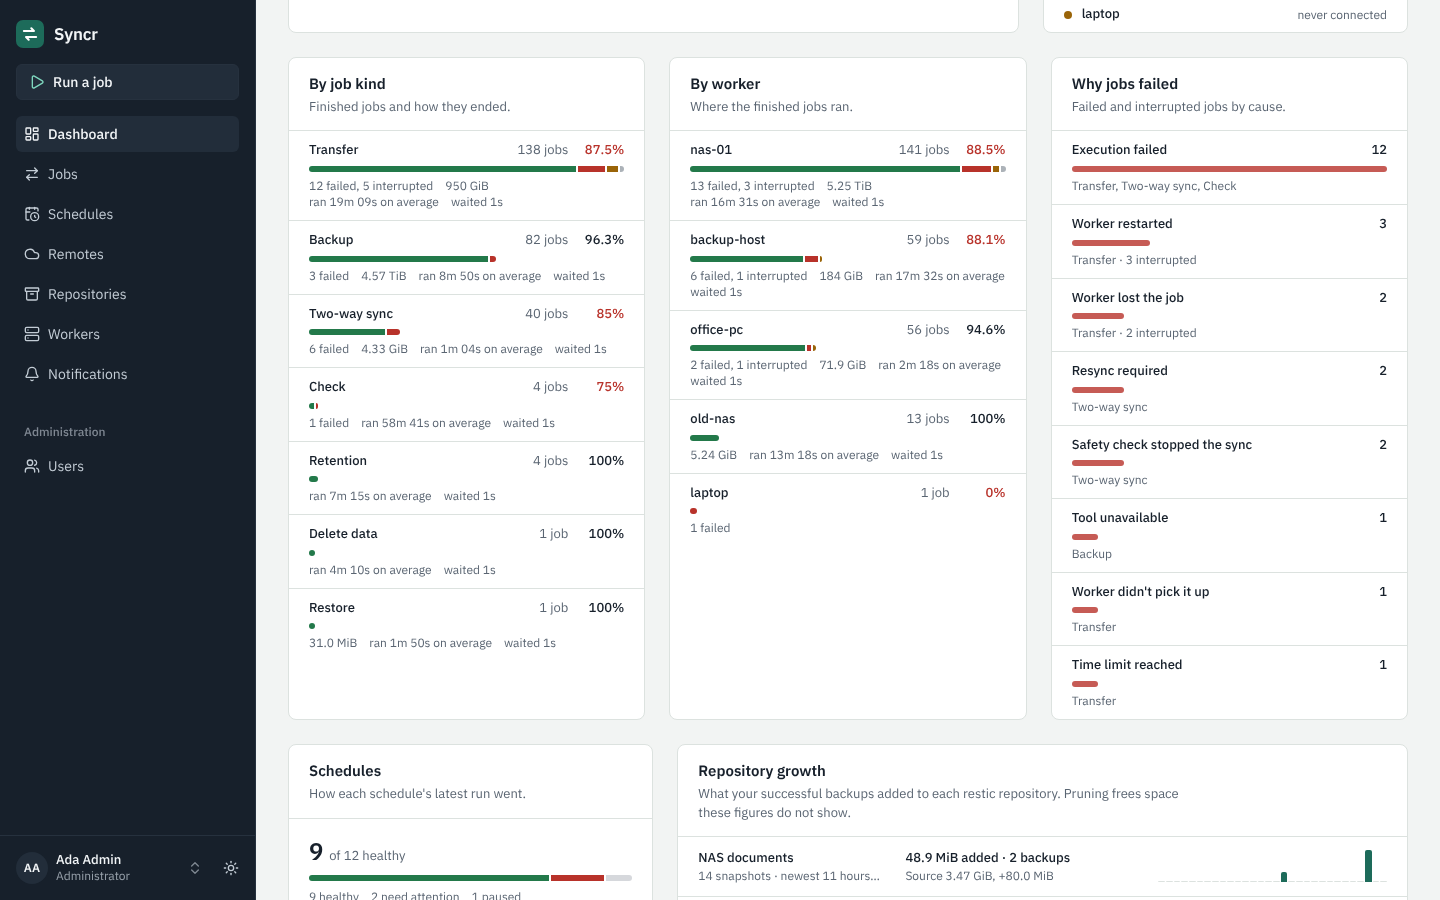 Syncr
Run a job
Dashboard
Jobs
Schedules
Remotes
Repositories
Workers
Notifications
Administration
Users
AA
Ada Admin
Administrator
laptop never connected
By job kind
Finished jobs and how they ended.
Transfer 138 jobs 87.5%
12 failed, 5 interrupted 950 GiB
ran 19m 09s on average waited 1s
Backup 82 jobs 96.3%
3 failed 4.57 TiB ran 8m 50s on average waited 1s
Two-way sync 40 jobs 85%
6 failed 4.33 GiB ran 1m 04s on average waited 1s
Check 4 jobs 75%
1 failed ran 58m 41s on average waited 1s
Retention 4 jobs 100%
ran 7m 15s on average waited 1s
Delete data 1 job 100%
ran 4m 10s on average waited 1s
Restore 1 job 100%
31.0 MiB ran 1m 50s on average waited 1s
By worker
Where the finished jobs ran.
nas-01 141 jobs 88.5%
13 failed, 3 interrupted 5.25 TiB
ran 16m 31s on average waited 1s
backup-host 59 jobs 88.1%
6 failed, 1 interrupted 184 GiB ran 17m 32s on average
waited 1s
office-pc 56 jobs 94.6%
2 failed, 1 interrupted 71.9 GiB ran 2m 18s on average
waited 1s
old-nas 13 jobs 100%
5.24 GiB ran 13m 18s on average waited 1s
laptop 1 job 0%
1 failed
Why jobs failed
Failed and interrupted jobs by cause.
Execution failed 12
Transfer, Two-way sync, Check
Worker restarted 3
Transfer · 3 interrupted
Worker lost the job 2
Transfer · 2 interrupted
Resync required 2
Two-way sync
Safety check stopped the sync 2
Two-way sync
Tool unavailable 1
Backup
Worker didn't pick it up 1
Transfer
Time limit reached 1
Transfer
Schedules
How each schedule's latest run went.
9 of 12 healthy
9 healthy 2 need attention 1 paused
Repository growth
What your successful backups added to each restic repository. Pruning frees space
these figures do not show.
NAS documents 48.9 MiB added · 2 backups
14 snapshots · newest 11 hours... Source 3.47 GiB, +80.0 MiB